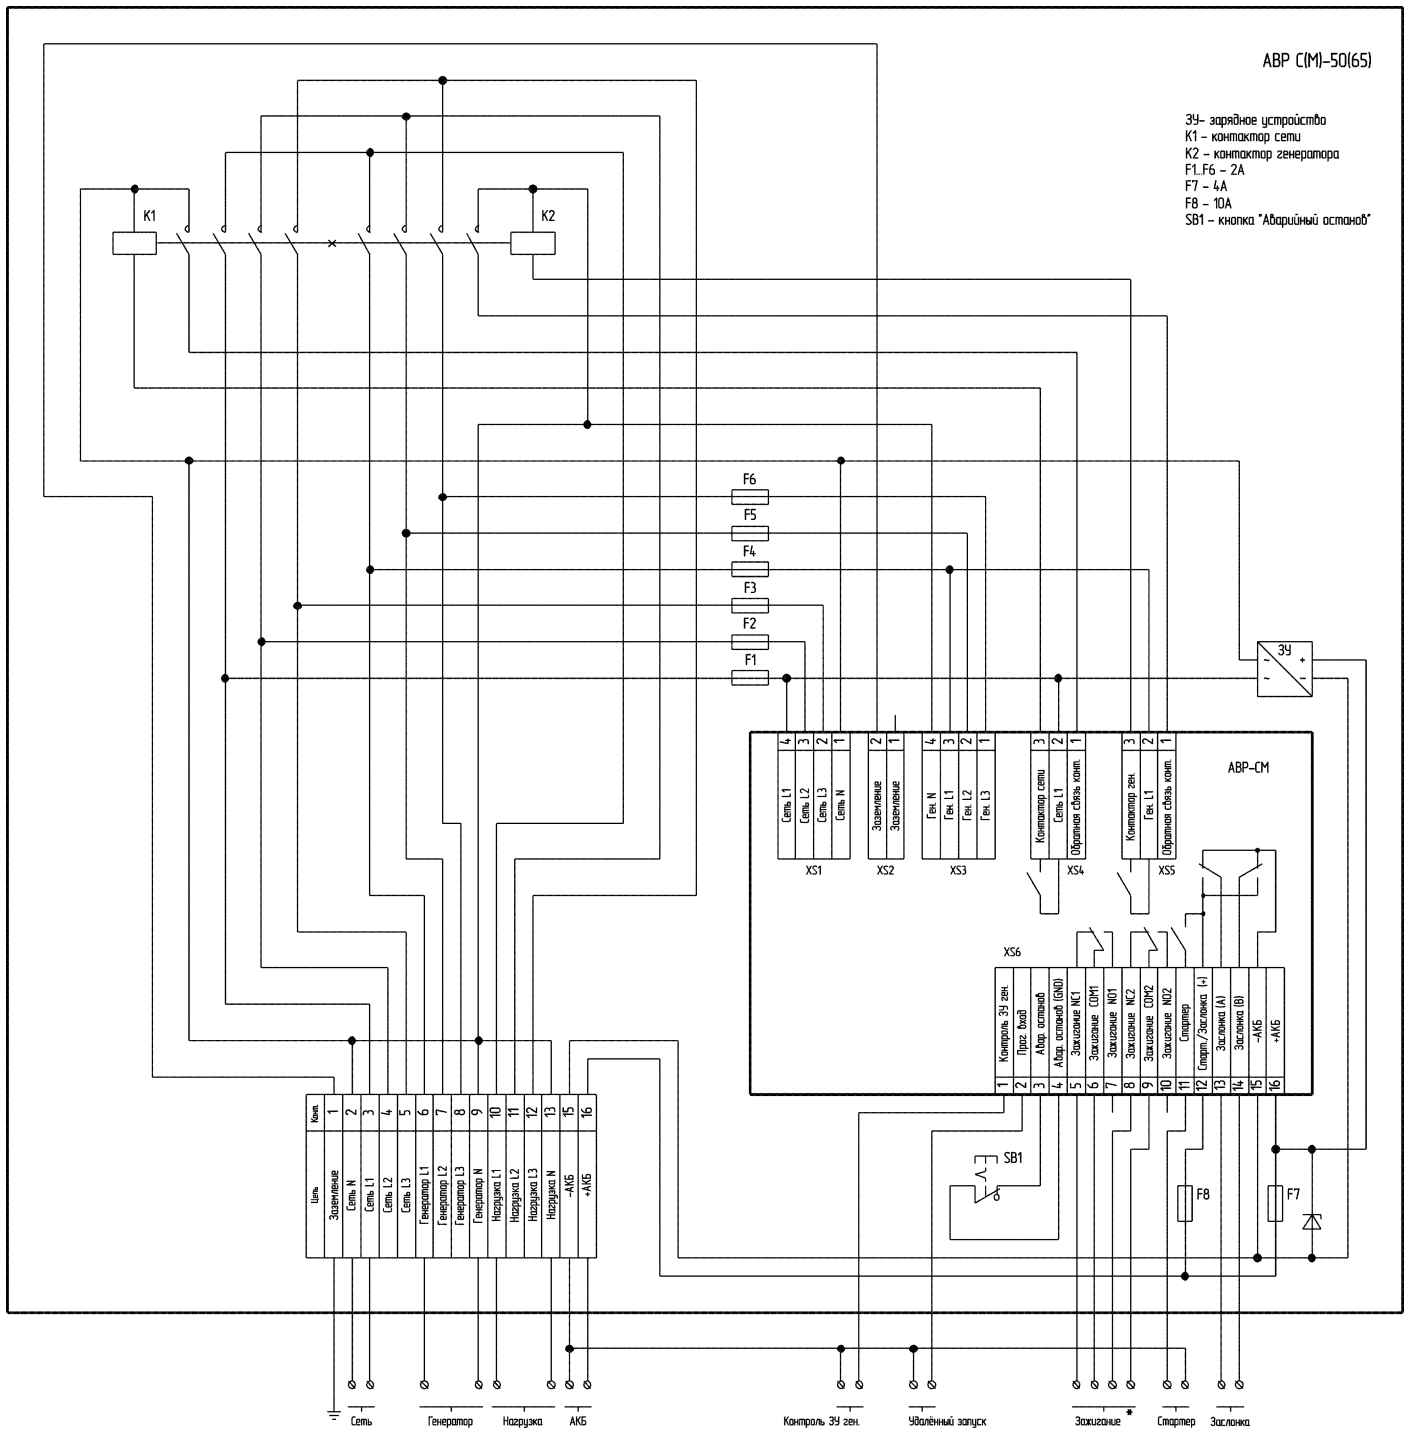 АВР С(М)-50(65)
ЗУ- зарядное устройство
К1 - контактор сети
К2 - контактор генератора
F1...F6 - 2А
F7 - 4А
F8 - 10А
SB1 - кнопка "Аварийный останов"
К1
К2
F6
F5
F4
F3
F2
F1
ЗУ
~ +
~ −
АВР-СМ
4 3 2 1
Сеть L1
Сеть L2
Сеть L3
Сеть N
XS1
2 1
Заземление
Заземление
XS2
4 3 2 1
Ген. N
Ген. L1
Ген. L2
Ген. L3
XS3
3 2 1
Контактор сети
Сеть L1
Обратная связь конт.
XS4
3 2 1
Контактор ген.
Ген. L1
Обратная связь конт.
XS5
XS6
Контроль ЗУ ген.
Прог. вход
Авар. останов
Авар. останов (GND)
Зажигание NC1
Зажигание COM1
Зажигание NO1
Зажигание NC2
Зажигание COM2
Зажигание NO2
Стартер
Старт./Заслонка (+)
Заслонка (А)
Заслонка (В)
-АКБ
+АКБ
1 2 3 4 5 6 7 8 9 10 11 12 13 14 15 16
Конт.
1 2 3 4 5 6 7 8 9 10 11 12 13 15 16
Цепь
Заземление
Сеть N
Сеть L1
Сеть L2
Сеть L3
Генератор L1
Генератор L2
Генератор L3
Генератор N
Нагрузка L1
Нагрузка L2
Нагрузка L3
Нагрузка N
-АКБ
+АКБ
SB1
F8
F7
Сеть
Генератор
Нагрузка
АКБ
Контроль ЗУ ген.
Удалённый запуск
Зажигание *
Стартер
Заслонка